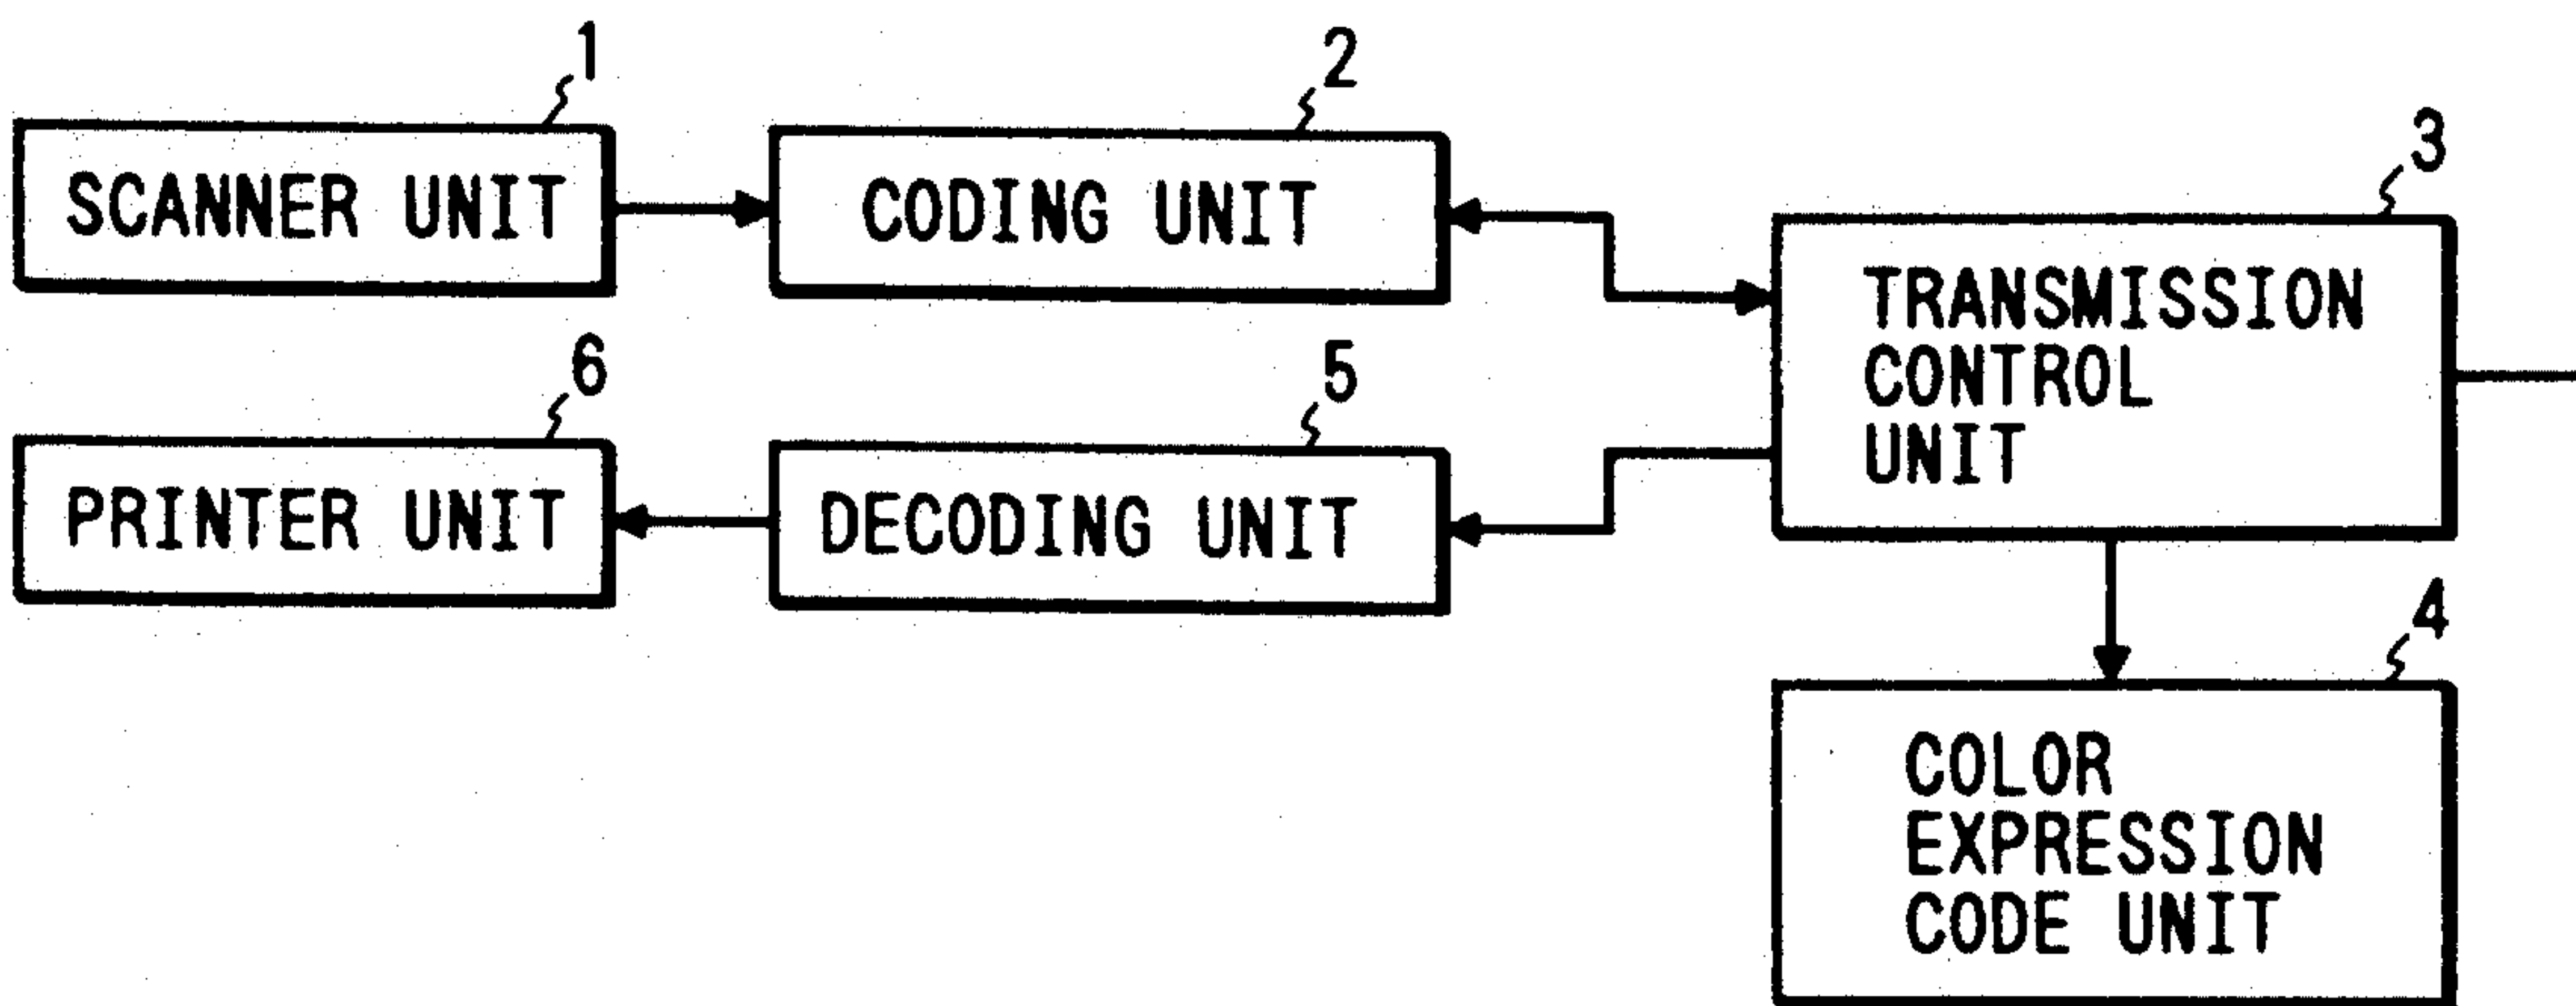 1
SCANNER UNIT
2
CODING UNIT
3
TRANSMISSION
CONTROL
UNIT
6
PRINTER UNIT
5
DECODING UNIT
4
COLOR
EXPRESSION
CODE UNIT